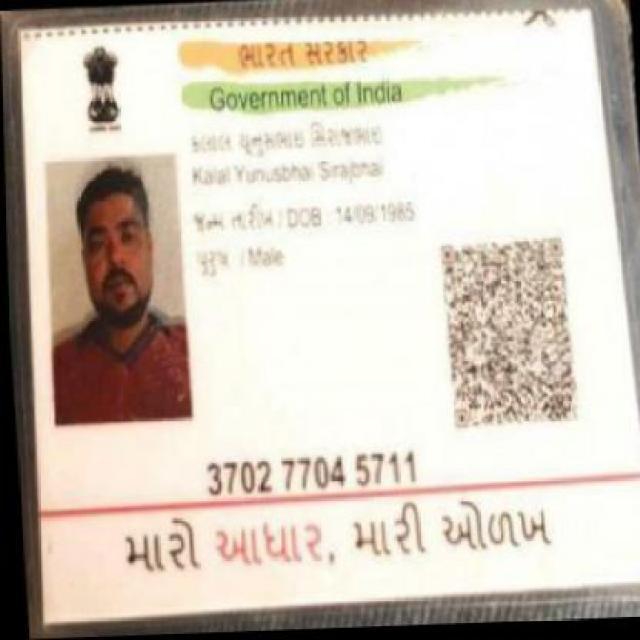 ભારત સરકાર
Government of India
કલાલ યુનુસભાઇ સિરાજભાઇ
Kalal Yunusbhai Sirajbhai
જન્મ તારીખ / DOB : 14/09/1985
પુરુષ / Male
3702 7704 5711
મારો આધાર, મારી ઓળખ